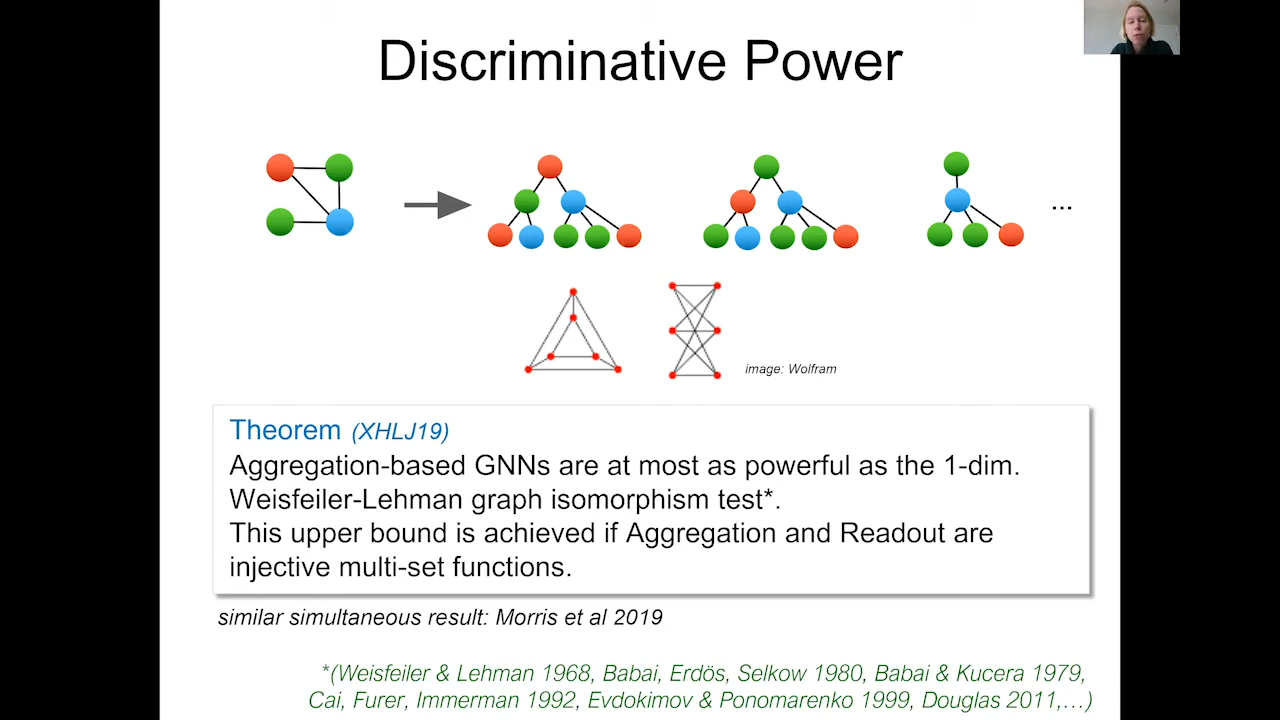 Discriminative Power
...
image: Wolfram
Theorem (XHLJ19)
Aggregation-based GNNs are at most as powerful as the 1-dim.
Weisfeiler-Lehman graph isomorphism test*.
This upper bound is achieved if Aggregation and Readout are
injective multi-set functions.
similar simultaneous result: Morris et al 2019
*(Weisfeiler & Lehman 1968, Babai, Erdös, Selkow 1980, Babai & Kucera 1979,
Cai, Furer, Immerman 1992, Evdokimov & Ponomarenko 1999, Douglas 2011,…)